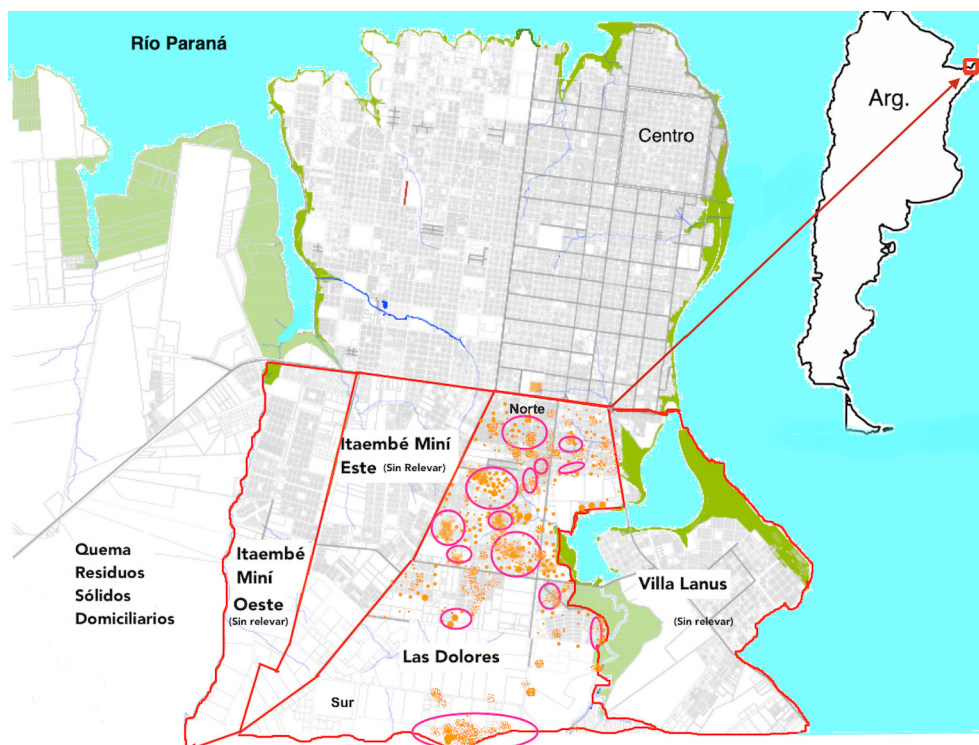 Río Paraná
Arg.
Centro
Norte
Itaembé Miní
Este (Sin Relevar)
Quema
Residuos
Sólidos
Domiciliarios
Itaembé
Miní
Oeste
(Sin relevar)
Villa Lanus
(Sin relevar)
Las Dolores
Sur